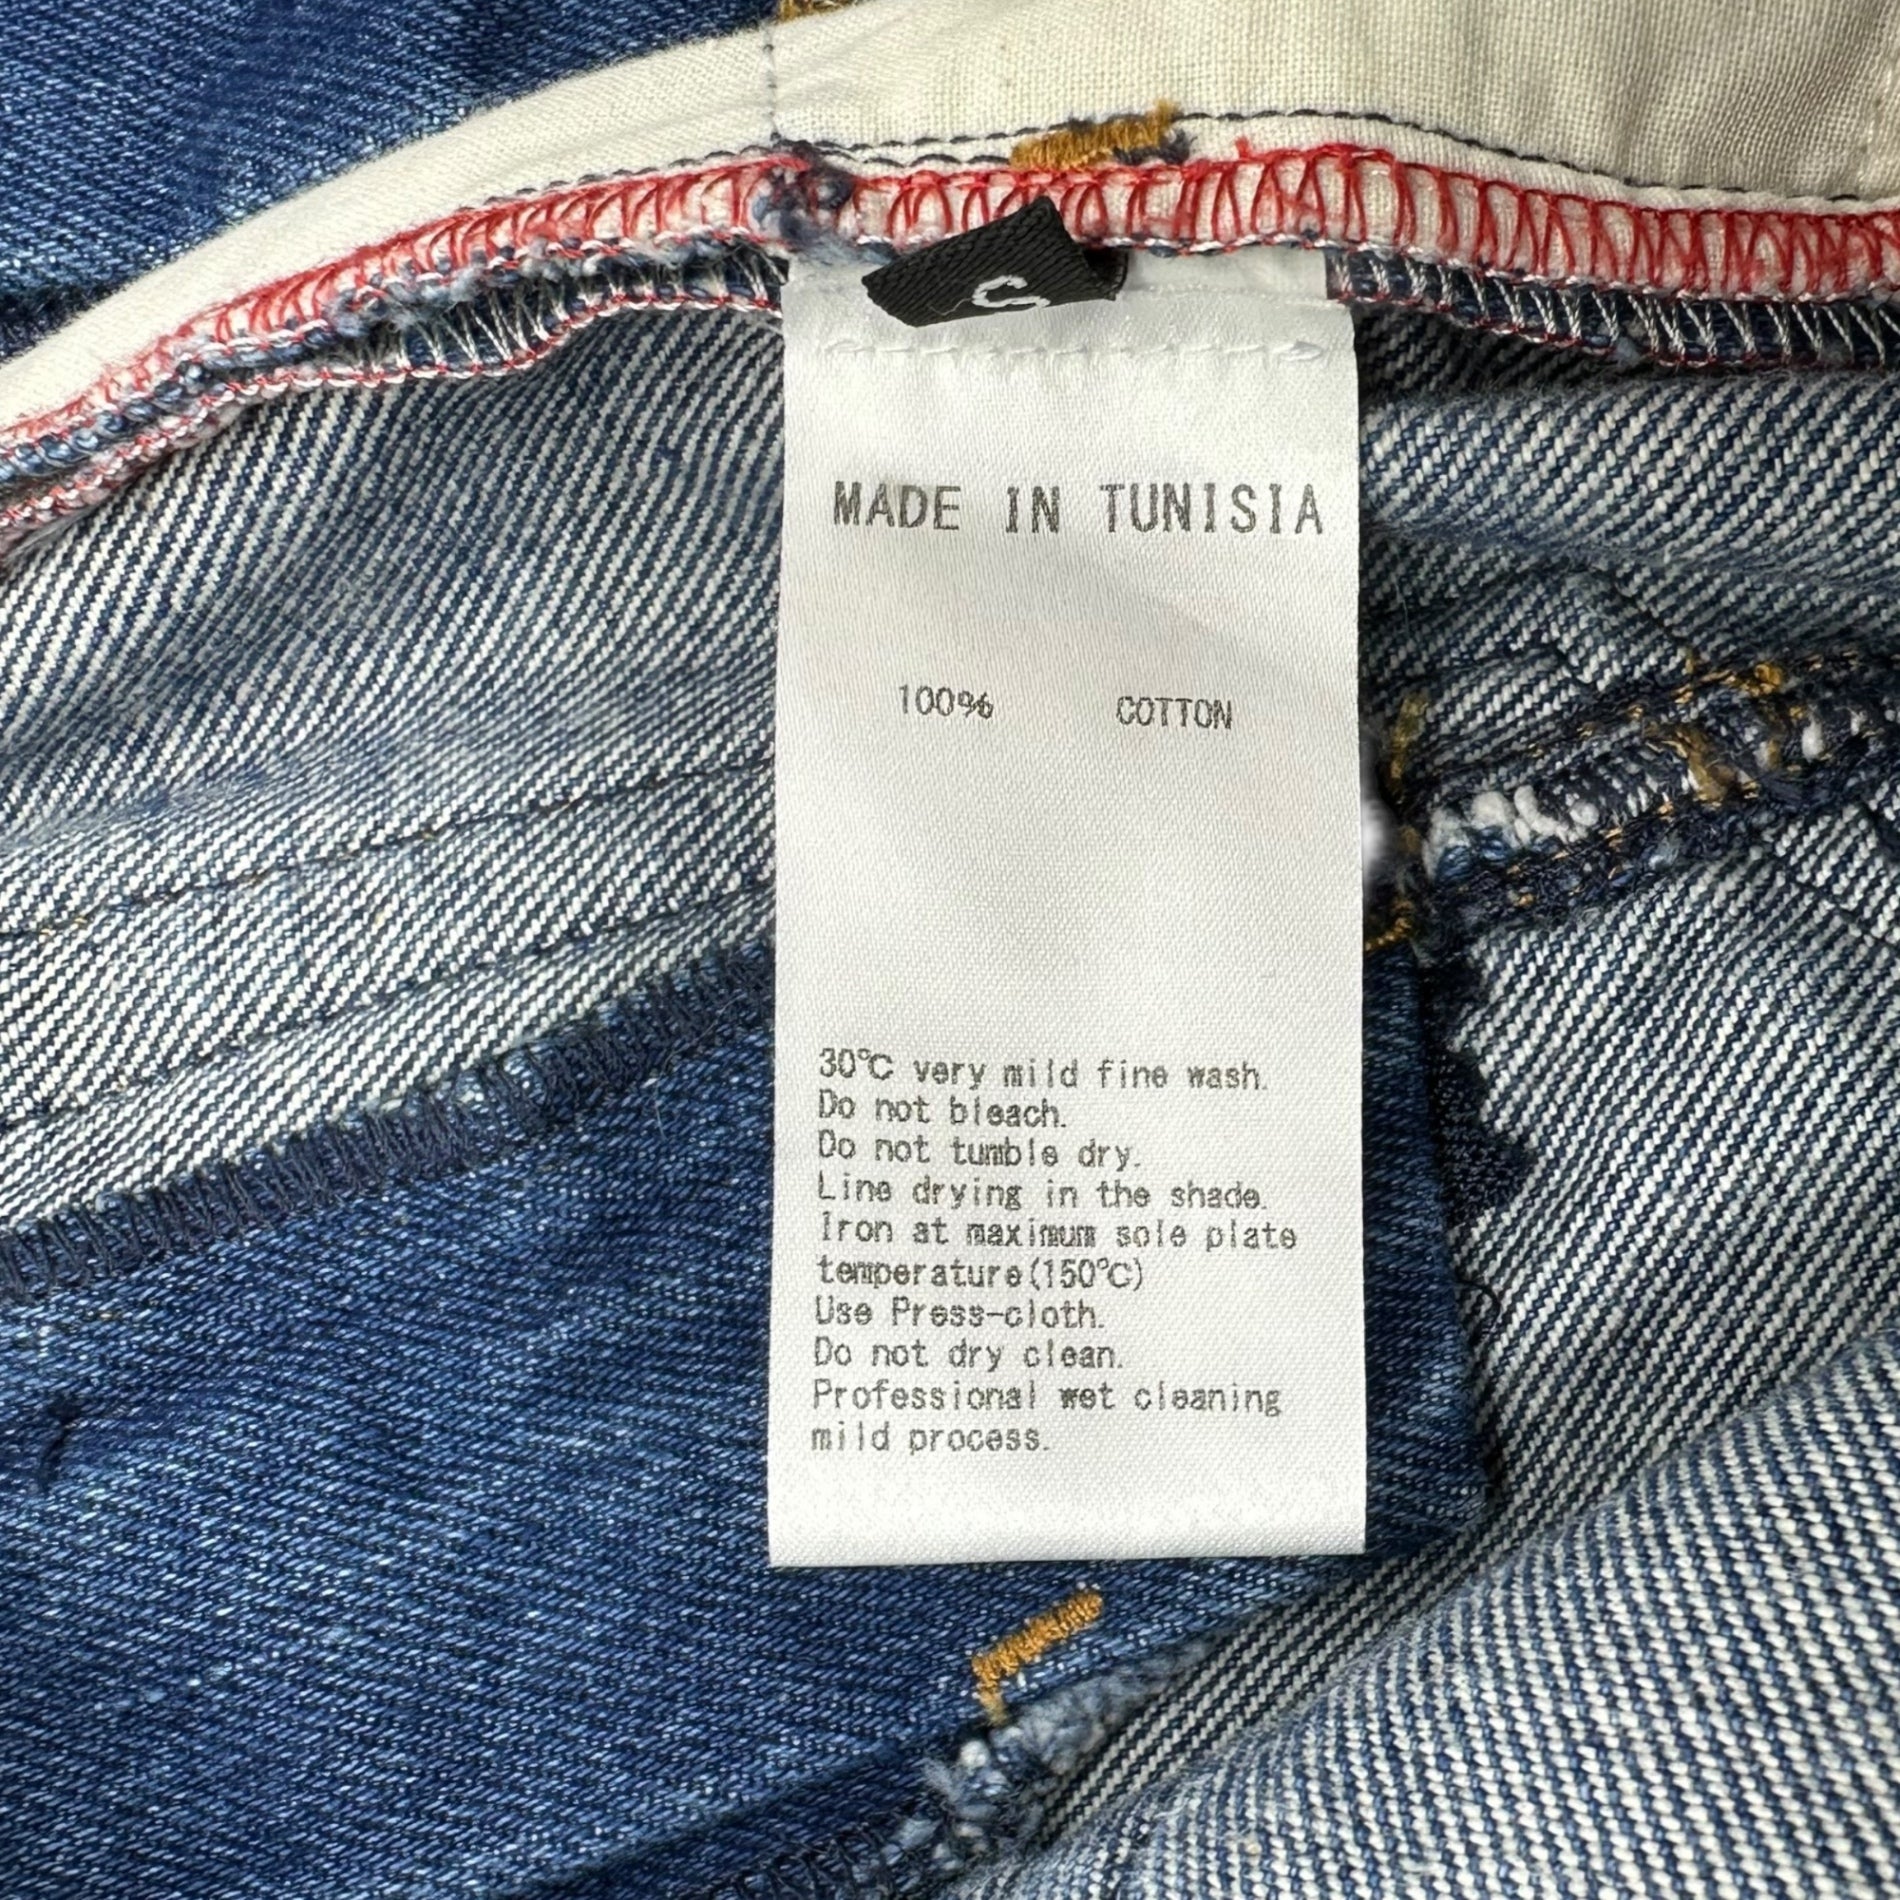 MADE IN TUNISIA
100% COTTON
30℃ very mild fine wash.
Do not bleach.
Do not tumble dry.
Line drying in the shade.
Iron at maximum sole plate
temperature(150℃)
Use Press-cloth.
Do not dry clean.
Professional wet cleaning
mild process.